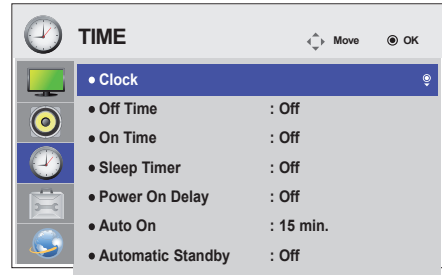 TIME
Move
OK
• Clock
• Off Time : Off
• On Time : Off
• Sleep Timer : Off
• Power On Delay : Off
• Auto On : 15 min.
• Automatic Standby : Off